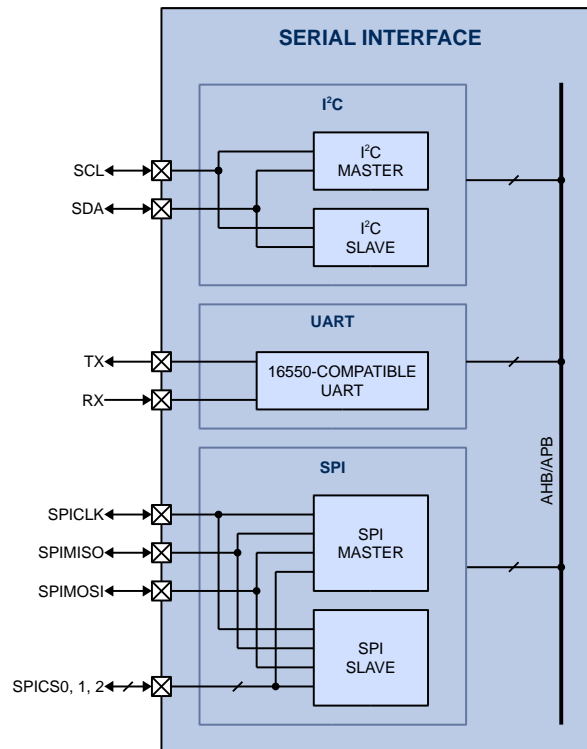 SERIAL INTERFACE
I²C
SCL
SDA
I²C
MASTER
I²C
SLAVE
UART
TX
RX
16550-COMPATIBLE
UART
AHB/APB
SPI
SPICLK
SPIMISO
SPIMOSI
SPICS0, 1, 2
SPI
MASTER
SPI
SLAVE